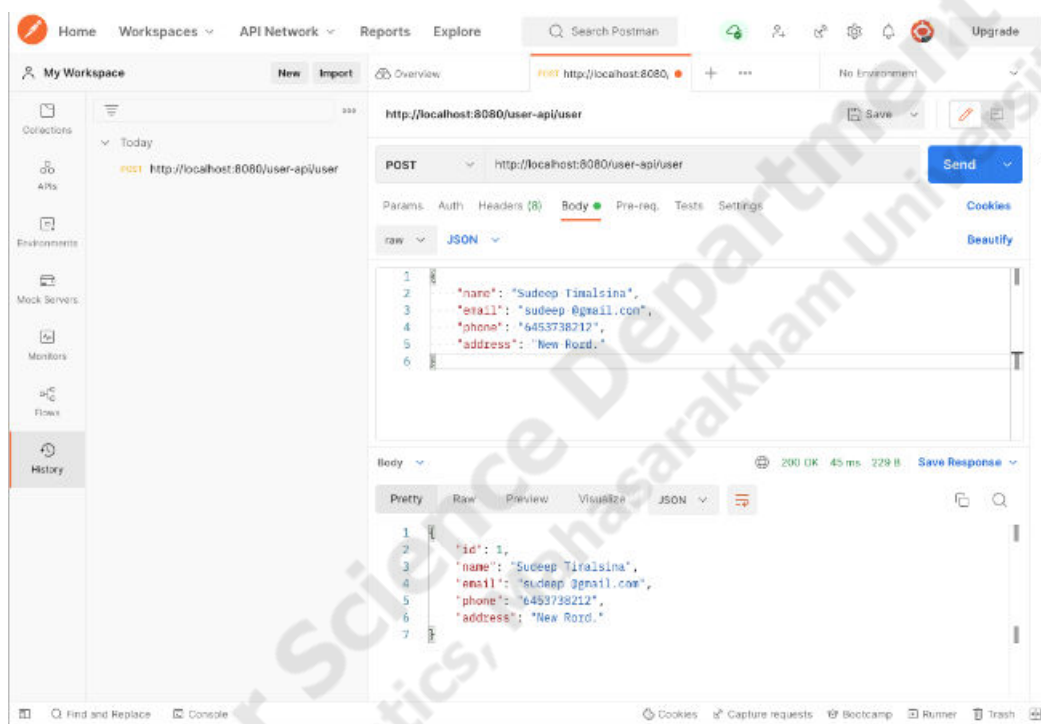 Home Workspaces API Network Reports Explore Search Postman Upgrade
My Workspace New Import Overview POST http://localhost:8080, No Environment
Collections
APIs
Environments
Mock Servers
Monitors
Flows
History
Today
POST http://localhost:8080/user-api/user
http://localhost:8080/user-api/user Save
POST http://localhost:8080/user-api/user Send
Params Auth Headers (8) Body Pre-req. Tests Settings Cookies
raw JSON Beautify
1 {
2 "name": "Sudeep Timalsina",
3 "email": "sudeep @gmail.com",
4 "phone": "6453738212",
5 "address": "New Rord."
6 }
Body 200 OK 45 ms 229 B Save Response
Pretty Raw Preview Visualize JSON
1 {
2 "id": 1,
3 "name": "Sudeep Timalsina",
4 "email": "sudeep @gmail.com",
5 "phone": "6453738212",
6 "address": "New Rord."
7 }
Find and Replace Console Cookies Capture requests Bootcamp Runner Trash
Science Department
Mahasarakham